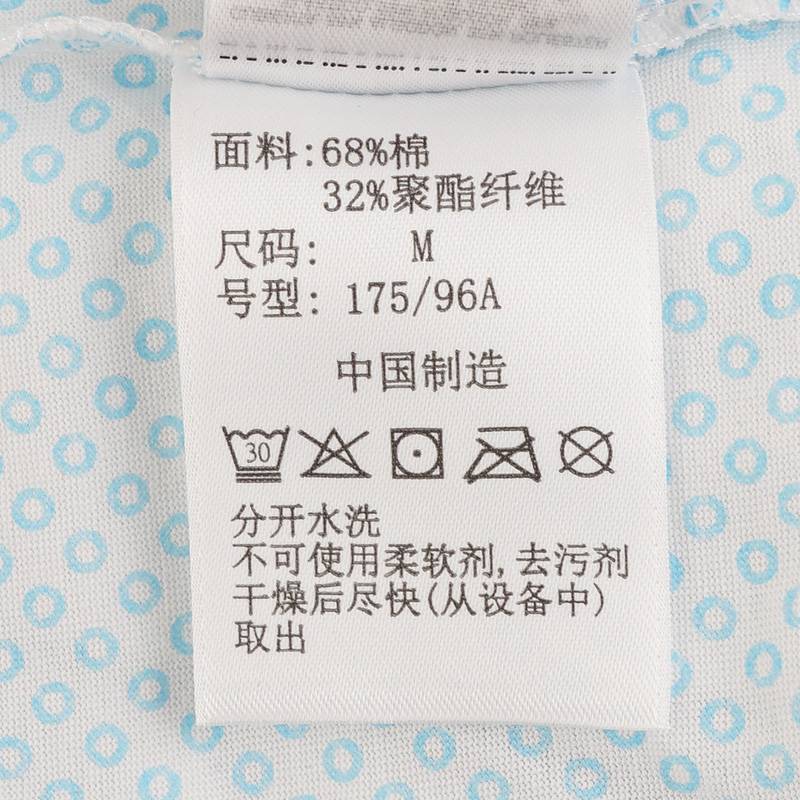 面料:68%棉
32%聚酯纤维
尺码: M
号型: 175/96A
中国制造
30
分开水洗
不可使用柔软剂,去污剂
干燥后尽快(从设备中)
取出